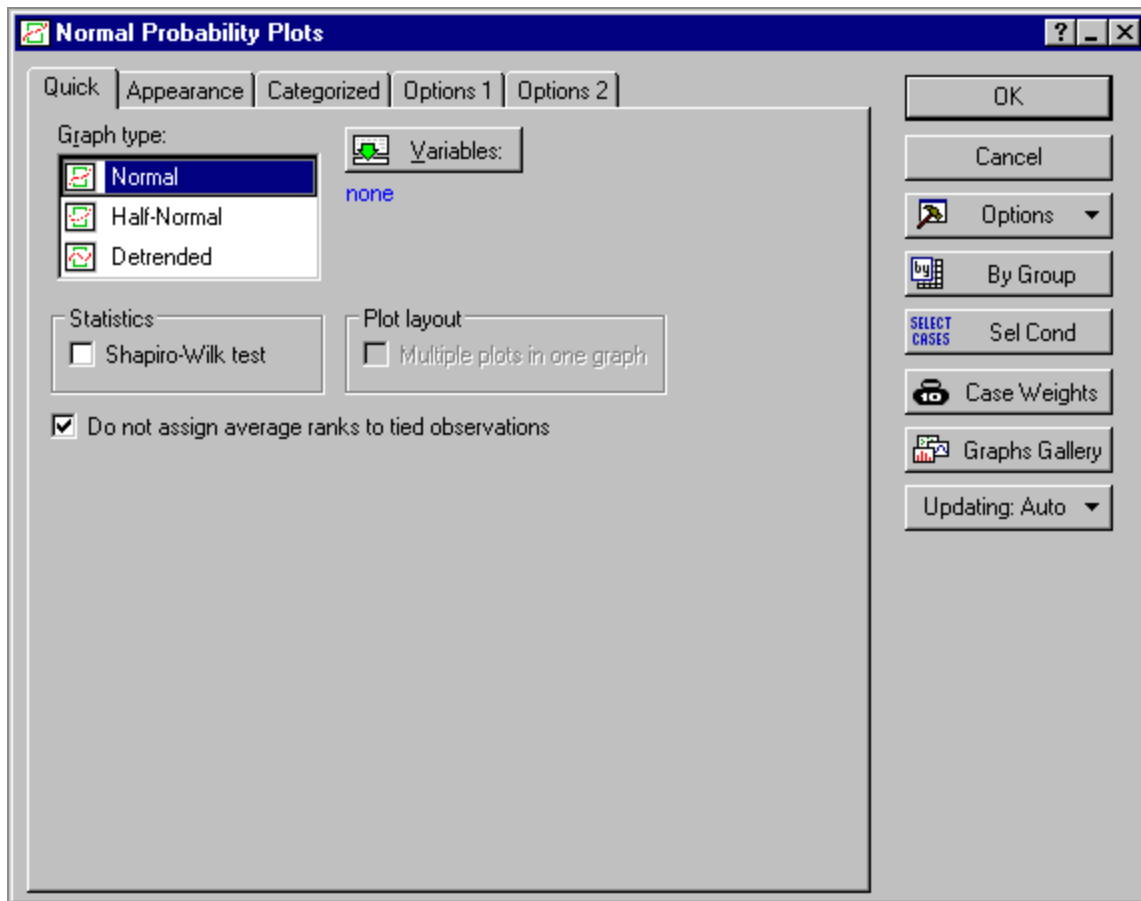 Normal Probability Plots
Quick Appearance Categorized Options 1 Options 2
Graph type:
Normal
Half-Normal
Detrended
Variables:
none
Statistics
Shapiro-Wilk test
Plot layout
Multiple plots in one graph
Do not assign average ranks to tied observations
OK
Cancel
Options
by
By Group
SELECT
CASES
Sel Cond
10
Case Weights
Graphs Gallery
Updating: Auto